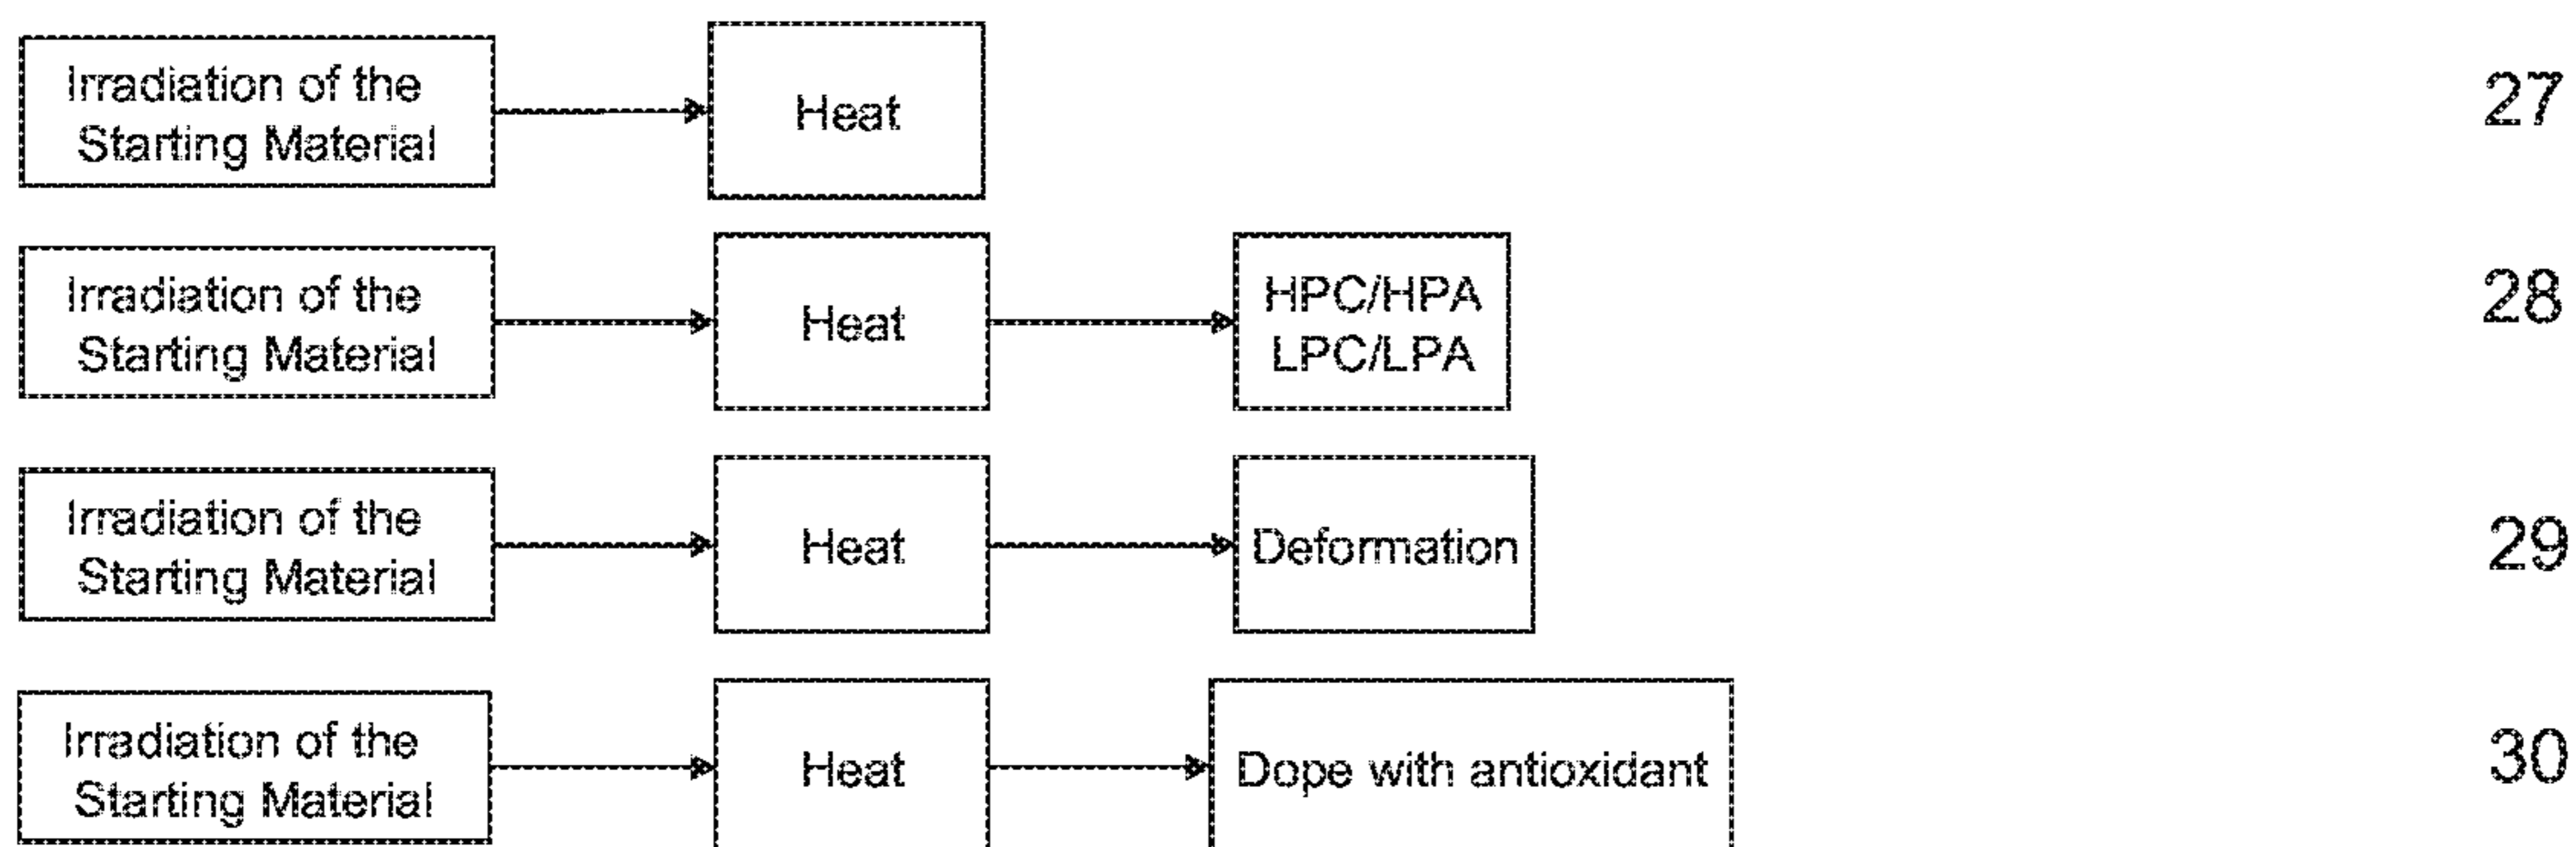 Irradiation of the
Starting Material
Heat
27
Irradiation of the
Starting Material
Heat
HPC/HPA
LPC/LPA
28
Irradiation of the
Starting Material
Heat
Deformation
29
Irradiation of the
Starting Material
Heat
Dope with antioxidant
30